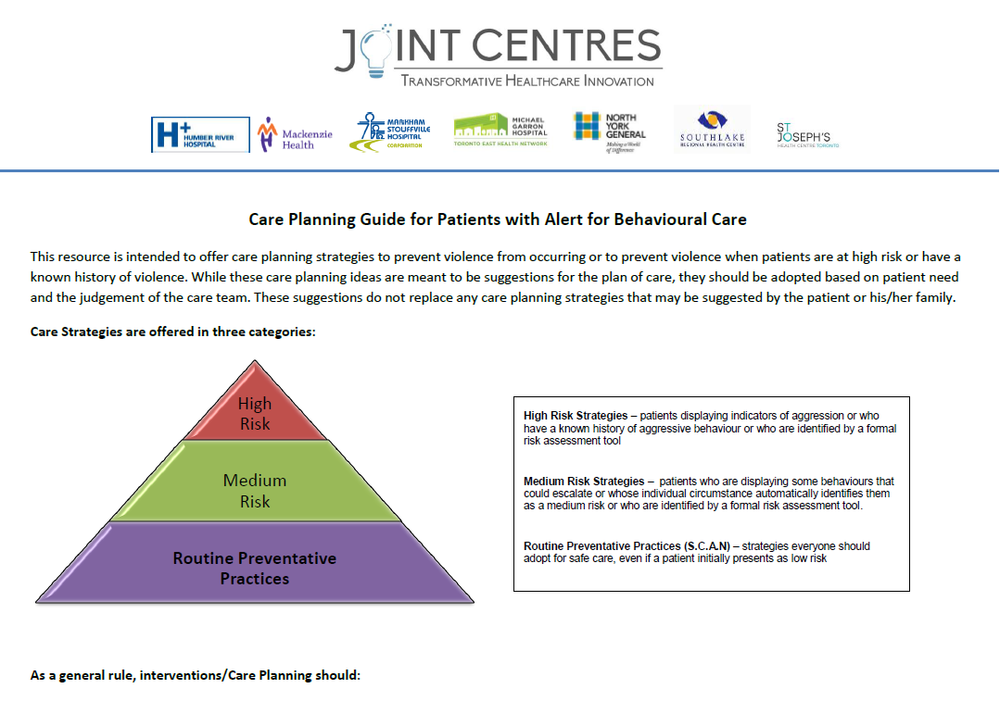 JOINT CENTRES
TRANSFORMATIVE HEALTHCARE INNOVATION
H+ HUMBER RIVER
HOSPITAL
Mackenzie
Health
MARKHAM
STOUFFVILLE
HOSPITAL
CORPORATION
MICHAEL
GARRON
HOSPITAL
TORONTO EAST HEALTH NETWORK
NORTH
YORK
GENERAL
Making a World
of Difference
SOUTHLAKE
REGIONAL HEALTH CENTRE
ST
JOSEPH'S
HEALTH CENTRE TORONTO
Care Planning Guide for Patients with Alert for Behavioural Care
This resource is intended to offer care planning strategies to prevent violence from occurring or to prevent violence when patients are at high risk or have a
known history of violence. While these care planning ideas are meant to be suggestions for the plan of care, they should be adopted based on patient need
and the judgement of the care team. These suggestions do not replace any care planning strategies that may be suggested by the patient or his/her family.
Care Strategies are offered in three categories:
High
Risk
Medium
Risk
Routine Preventative
Practices
High Risk Strategies – patients displaying indicators of aggression or who
have a known history of aggressive behaviour or who are identified by a formal
risk assessment tool
Medium Risk Strategies – patients who are displaying some behaviours that
could escalate or whose individual circumstance automatically identifies them
as a medium risk or who are identified by a formal risk assessment tool.
Routine Preventative Practices (S.C.A.N) – strategies everyone should
adopt for safe care, even if a patient initially presents as low risk
As a general rule, interventions/Care Planning should: